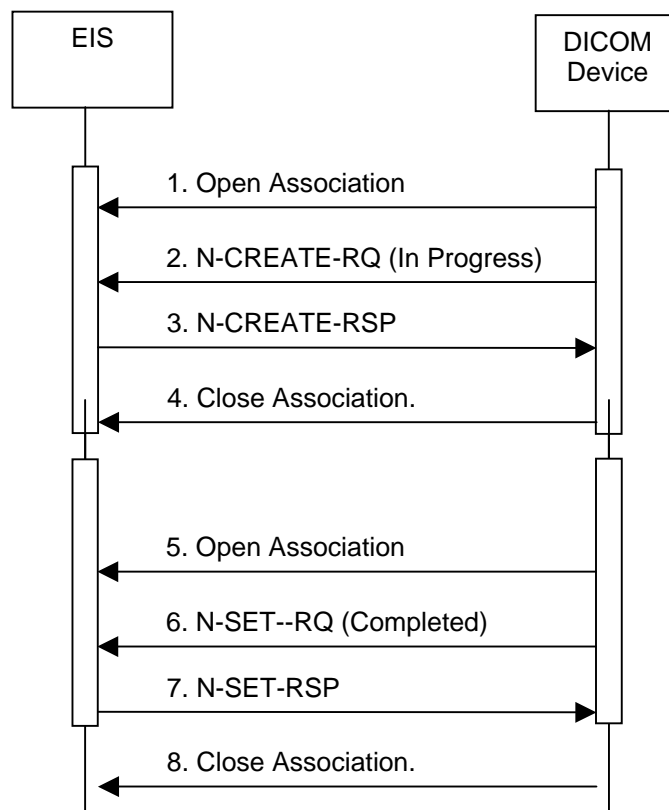 EIS
DICOM
Device
1. Open Association
2. N-CREATE-RQ (In Progress)
3. N-CREATE-RSP
4. Close Association.
5. Open Association
6. N-SET--RQ (Completed)
7. N-SET-RSP
8. Close Association.